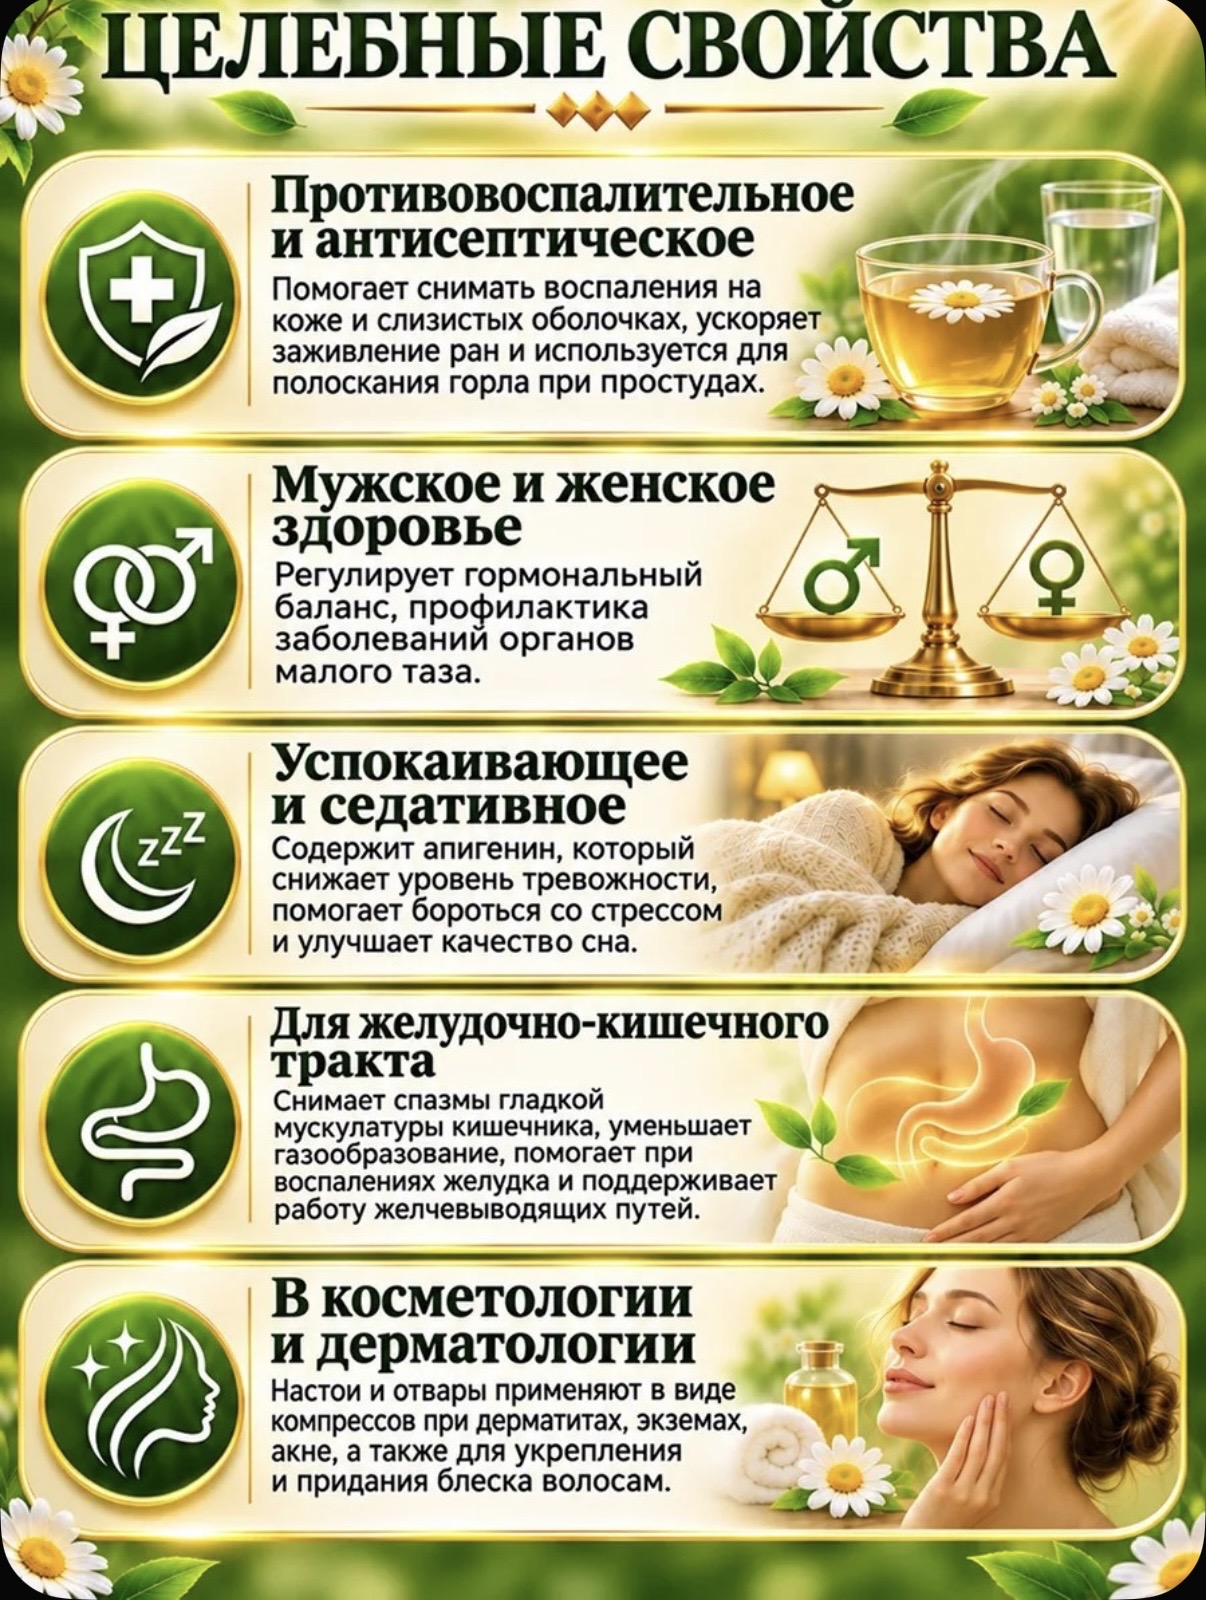 ЦЕЛЕБНЫЕ СВОЙСТВА
Противовоспалительное
и антисептическое
Помогает снимать воспаления на
коже и слизистых оболочках, ускоряет
заживление ран и используется для
полоскания горла при простудах.
Мужское и женское
здоровье
Регулирует гормональный
баланс, профилактика
заболеваний органов
малого таза.
zzZ
Успокаивающее
и седативное
Содержит апигенин, который
снижает уровень тревожности,
помогает бороться со стрессом
и улучшает качество сна.
Для желудочно-кишечного
тракта
Снимает спазмы гладкой
мускулатуры кишечника, уменьшает
газообразование, помогает при
воспалениях желудка и поддерживает
работу желчевыводящих путей.
В косметологии
и дерматологии
Настои и отвары применяют в виде
компрессов при дерматитах, экземах,
акне, а также для укрепления
и придания блеска волосам.